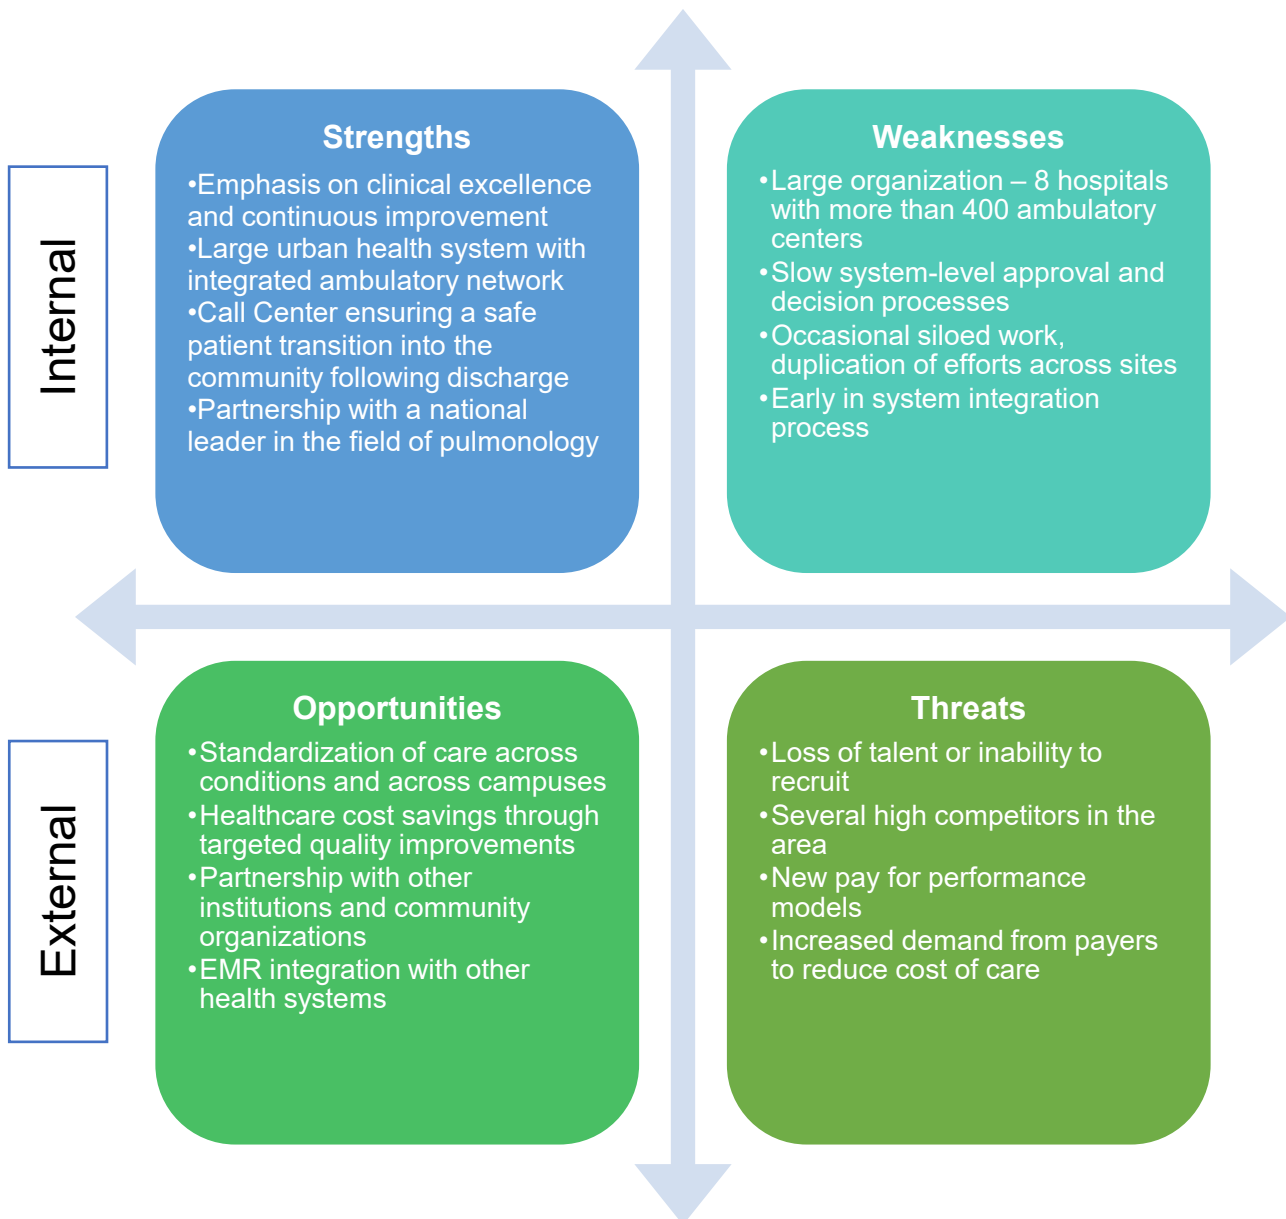 Internal
Strengths
•Emphasis on clinical excellence
and continuous improvement
•Large urban health system with
integrated ambulatory network
•Call Center ensuring a safe
patient transition into the
community following discharge
•Partnership with a national
leader in the field of pulmonology
Weaknesses
•Large organization – 8 hospitals
with more than 400 ambulatory
centers
•Slow system-level approval and
decision processes
•Occasional siloed work,
duplication of efforts across sites
•Early in system integration
process
External
Opportunities
•Standardization of care across
conditions and across campuses
•Healthcare cost savings through
targeted quality improvements
•Partnership with other
institutions and community
organizations
•EMR integration with other
health systems
Threats
•Loss of talent or inability to
recruit
•Several high competitors in the
area
•New pay for performance
models
•Increased demand from payers
to reduce cost of care